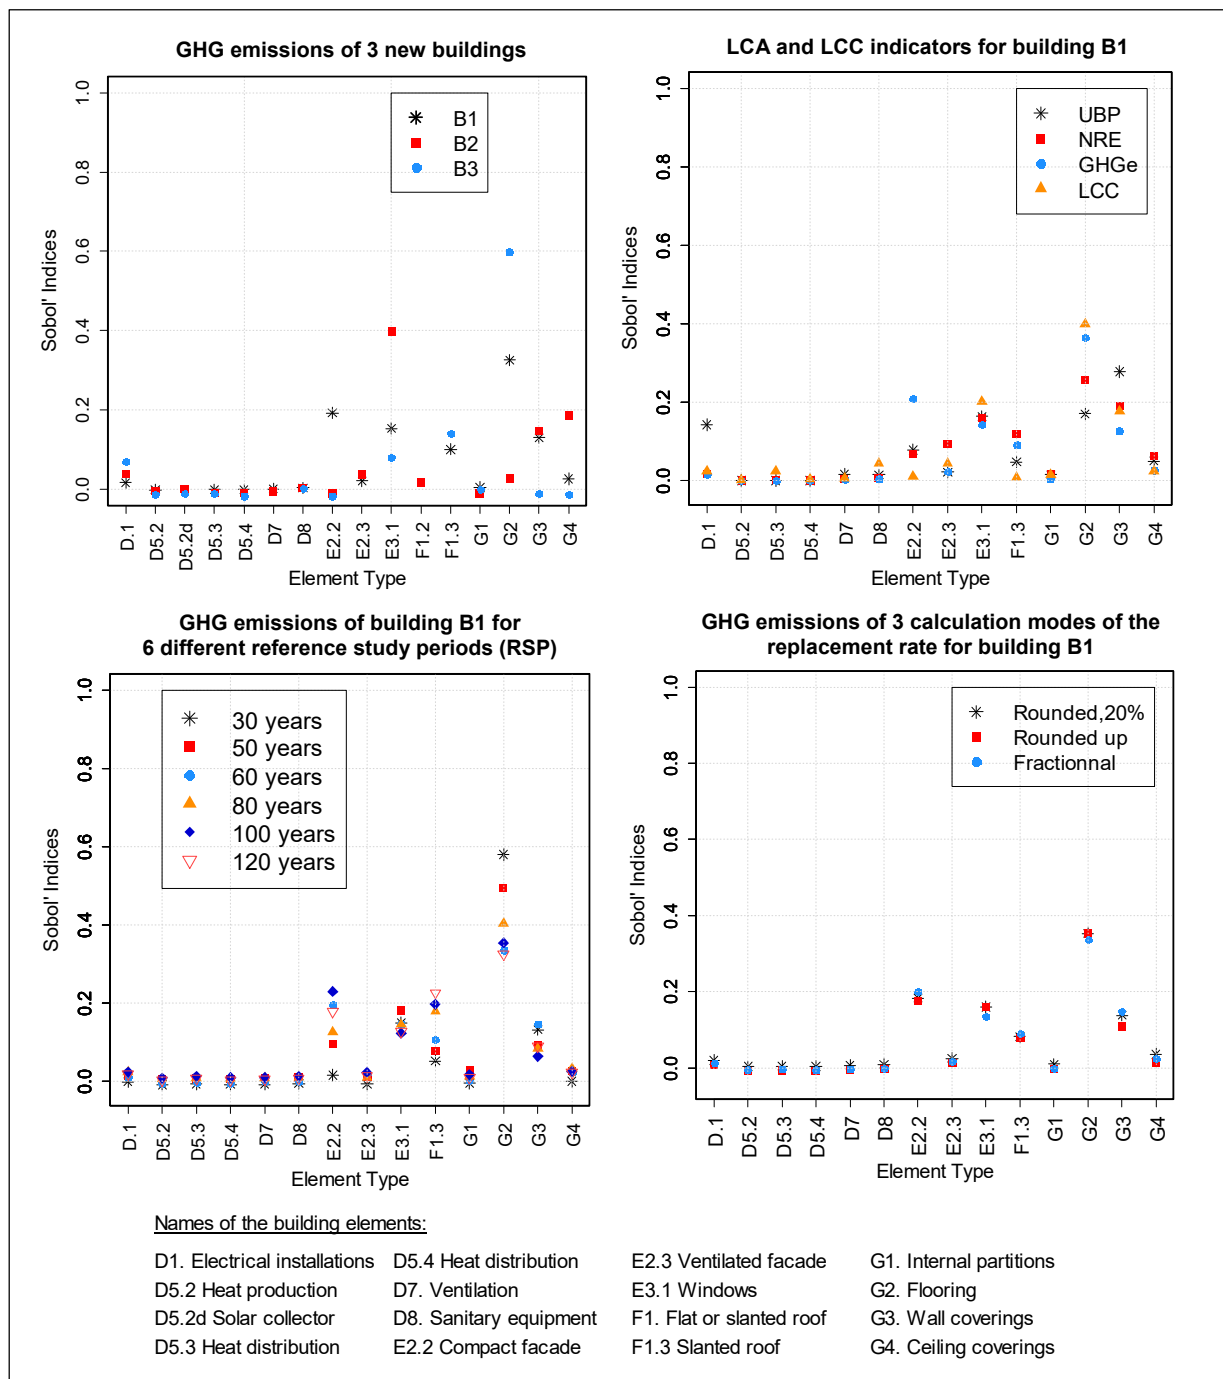 GHG emissions of 3 new buildings
1.0
0.8
0.6
0.4
0.2
0.0
Sobol' Indices
B1
B2
B3
D.1
D5.2
D5.2d
D5.3
D5.4
D7
D8
E2.2
E2.3
E3.1
F1.2
F1.3
G1
G2
G3
G4
Element Type
LCA and LCC indicators for building B1
1.0
0.8
0.6
0.4
0.2
0.0
Sobol' Indices
UBP
NRE
GHGe
LCC
D.1
D5.2
D5.3
D5.4
D7
D8
E2.2
E2.3
E3.1
F1.3
G1
G2
G3
G4
Element Type
GHG emissions of building B1 for
6 different reference study periods (RSP)
1.0
0.8
0.6
0.4
0.2
0.0
Sobol' Indices
30 years
50 years
60 years
80 years
100 years
120 years
D.1
D5.2
D5.3
D5.4
D7
D8
E2.2
E2.3
E3.1
F1.3
G1
G2
G3
G4
Element Type
GHG emissions of 3 calculation modes of the
replacement rate for building B1
1.0
0.8
0.6
0.4
0.2
0.0
Sobol' Indices
Rounded,20%
Rounded up
Fractionnal
D.1
D5.2
D5.3
D5.4
D7
D8
E2.2
E2.3
E3.1
F1.3
G1
G2
G3
G4
Element Type
Names of the building elements:
D1. Electrical installations D5.4 Heat distribution E2.3 Ventilated facade G1. Internal partitions
D5.2 Heat production D7. Ventilation E3.1 Windows G2. Flooring
D5.2d Solar collector D8. Sanitary equipment F1. Flat or slanted roof G3. Wall coverings
D5.3 Heat distribution E2.2 Compact facade F1.3 Slanted roof G4. Ceiling coverings